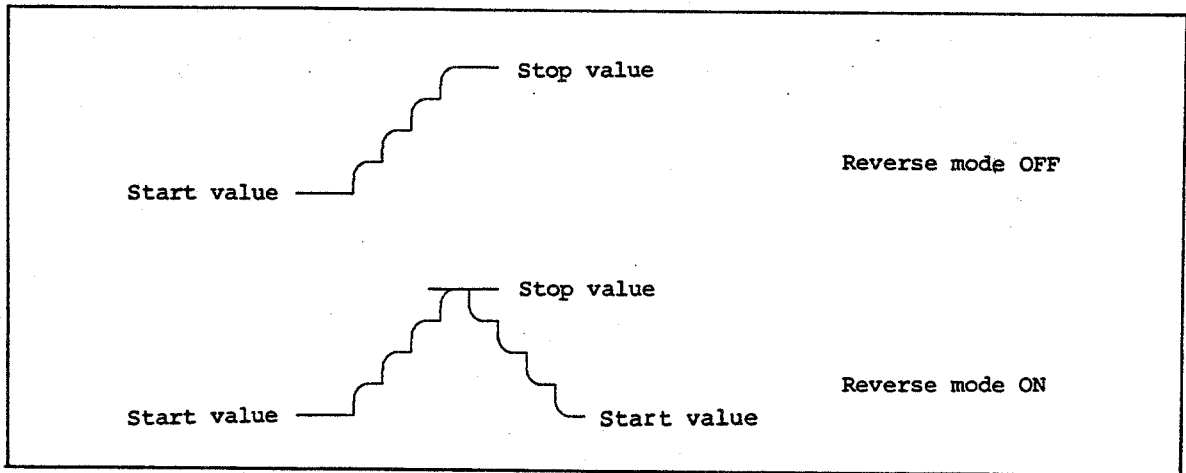 Stop value
Reverse mode OFF
Start value
Stop value
Reverse mode ON
Start value
Start value